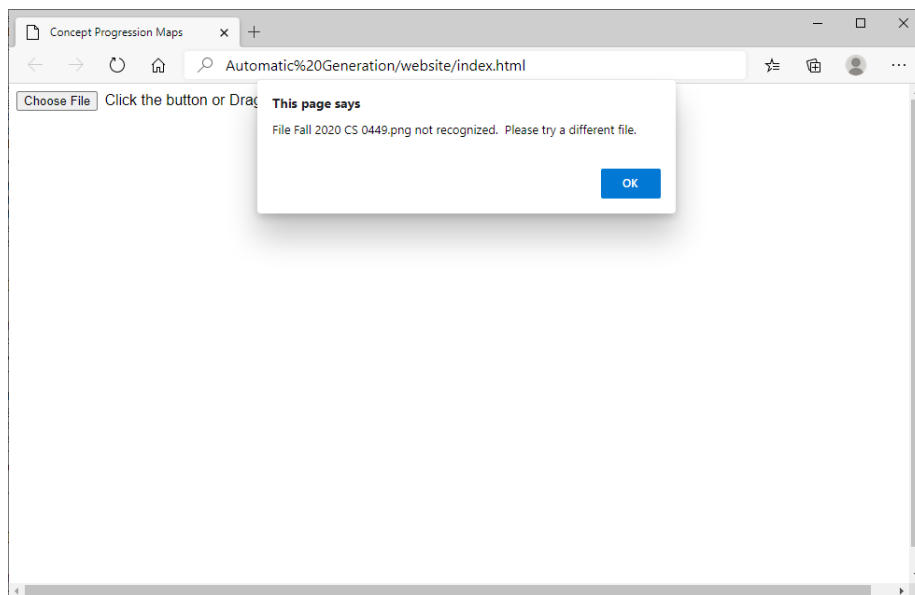 Concept Progression Maps
Automatic%20Generation/website/index.html
Choose File Click the button or Drag
This page says
File Fall 2020 CS 0449.png not recognized. Please try a different file.
OK